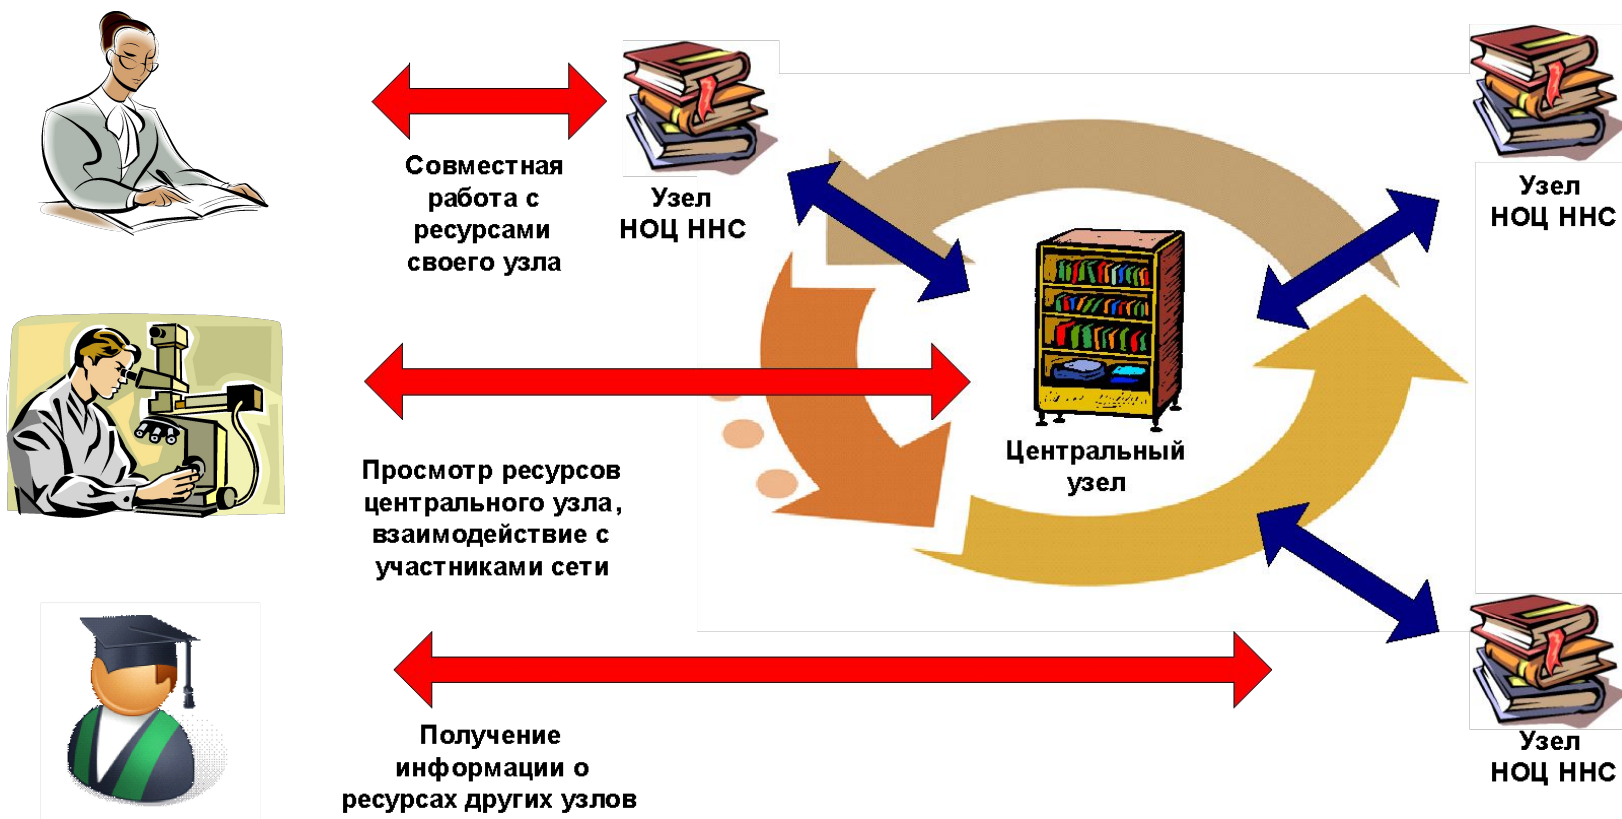 Совместная
работа с
ресурсами
своего узла
Узел
НОЦ ННС
Узел
НОЦ ННС
Центральный
узел
Просмотр ресурсов
центрального узла,
взаимодействие с
участниками сети
Получение
информации о
ресурсах других узлов
Узел
НОЦ ННС